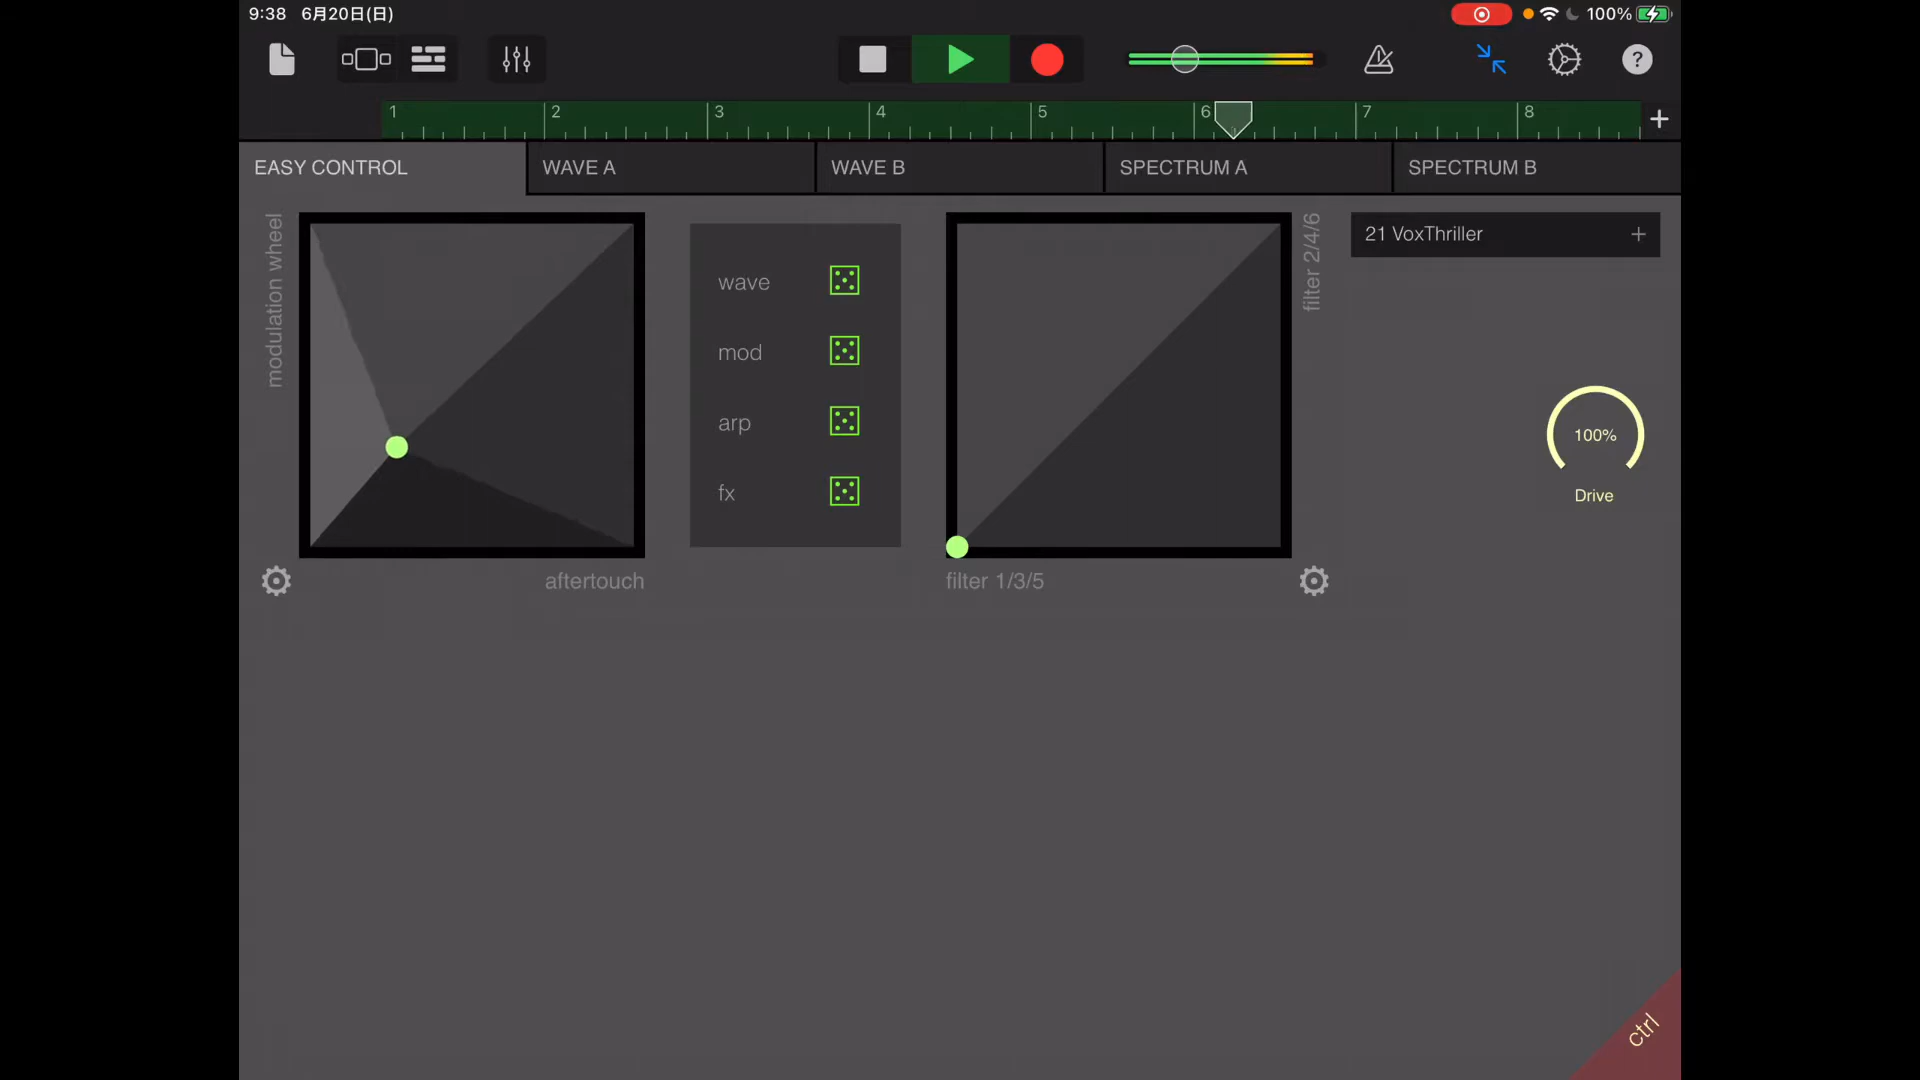 9:38 6月20日(日)
100%
?
1 2 3 4 5 6 7 8 +
EASY CONTROL
WAVE A
WAVE B
SPECTRUM A
SPECTRUM B
modulation wheel
aftertouch
wave
mod
arp
fx
filter 1/3/5
filter 2/4/6
21 VoxThriller +
100%
Drive
ctrl